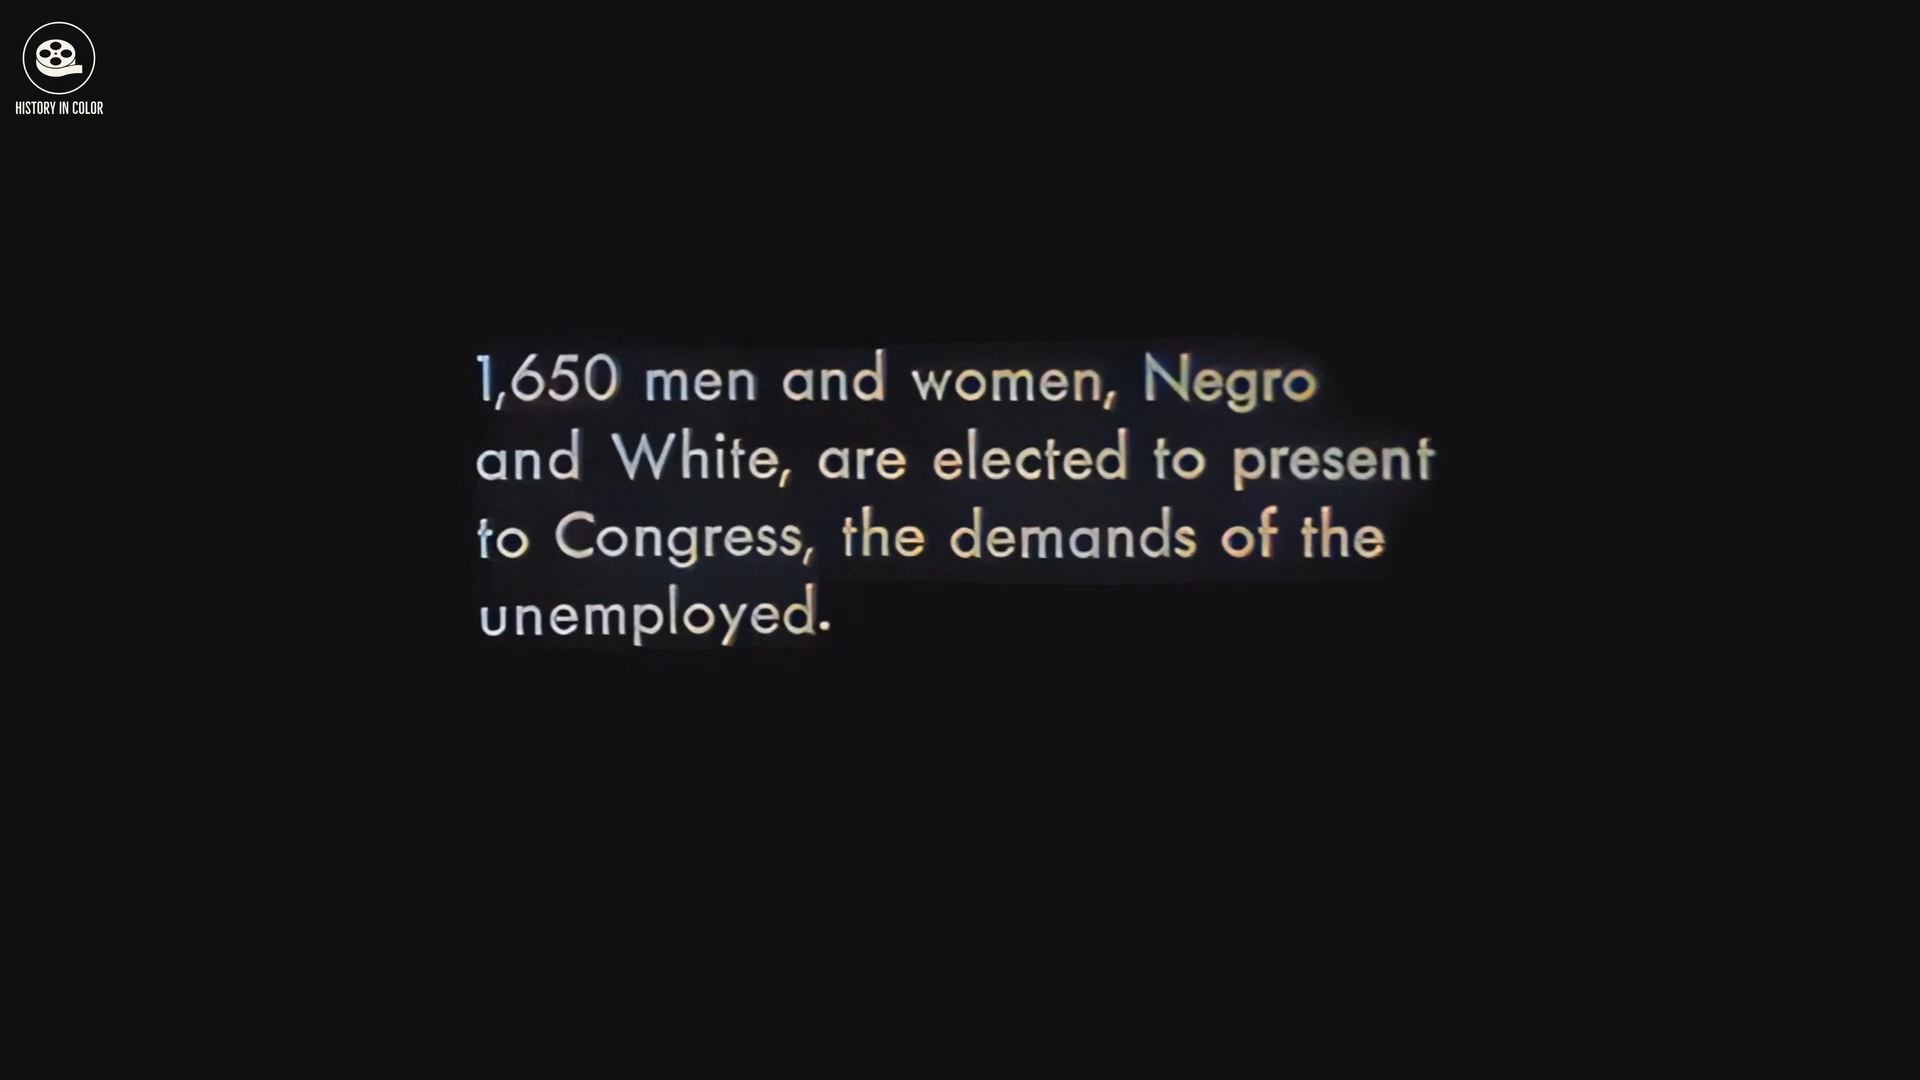 HISTORY IN COLOR
1,650 men and women, Negro
and White, are elected to present
to Congress, the demands of the
unemployed.